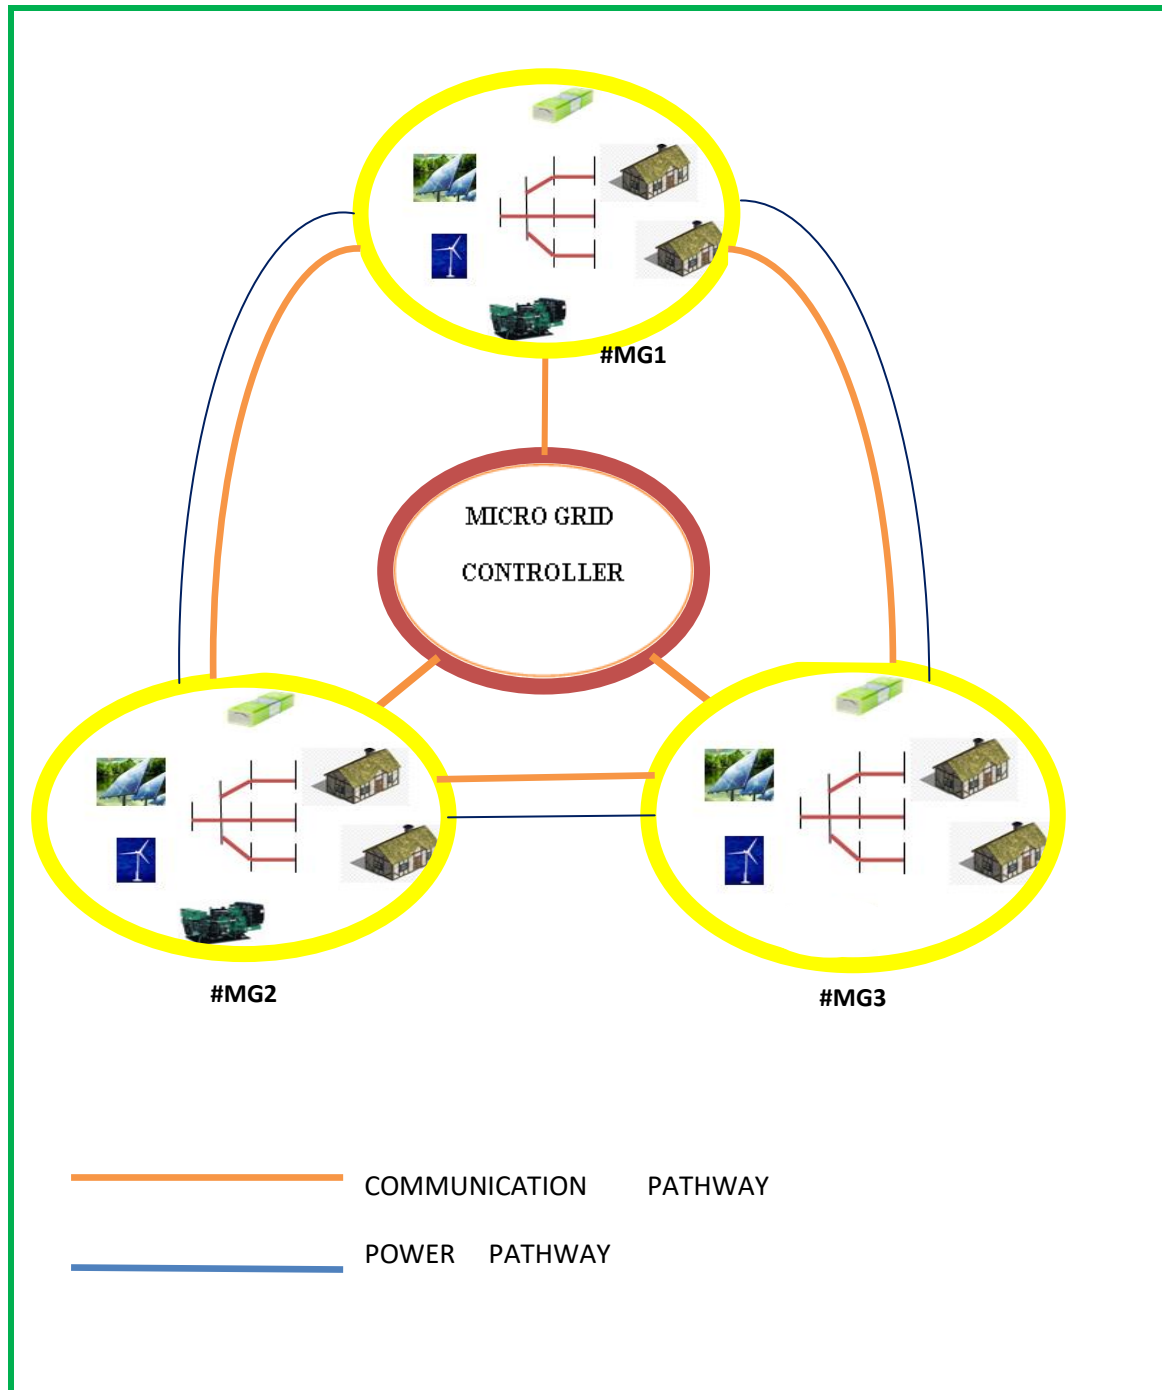 #MG1
MICRO GRID
CONTROLLER
#MG2
#MG3
COMMUNICATION PATHWAY
POWER PATHWAY